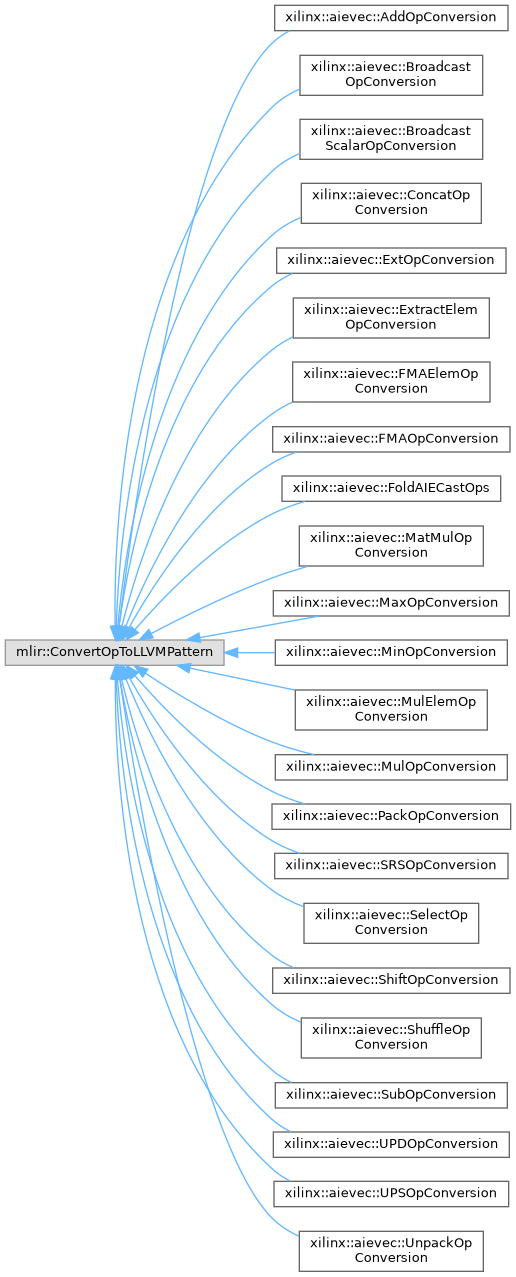 xilinx::aievec::AddOpConversion
xilinx::aievec::Broadcast
OpConversion
xilinx::aievec::Broadcast
ScalarOpConversion
xilinx::aievec::ConcatOp
Conversion
xilinx::aievec::ExtOpConversion
xilinx::aievec::ExtractElem
OpConversion
xilinx::aievec::FMAElemOp
Conversion
xilinx::aievec::FMAOpConversion
xilinx::aievec::FoldAIECastOps
xilinx::aievec::MatMulOp
Conversion
xilinx::aievec::MaxOpConversion
mlir::ConvertOpToLLVMPattern
xilinx::aievec::MinOpConversion
xilinx::aievec::MulElemOp
Conversion
xilinx::aievec::MulOpConversion
xilinx::aievec::PackOpConversion
xilinx::aievec::SRSOpConversion
xilinx::aievec::SelectOp
Conversion
xilinx::aievec::ShiftOpConversion
xilinx::aievec::ShuffleOp
Conversion
xilinx::aievec::SubOpConversion
xilinx::aievec::UPDOpConversion
xilinx::aievec::UPSOpConversion
xilinx::aievec::UnpackOp
Conversion